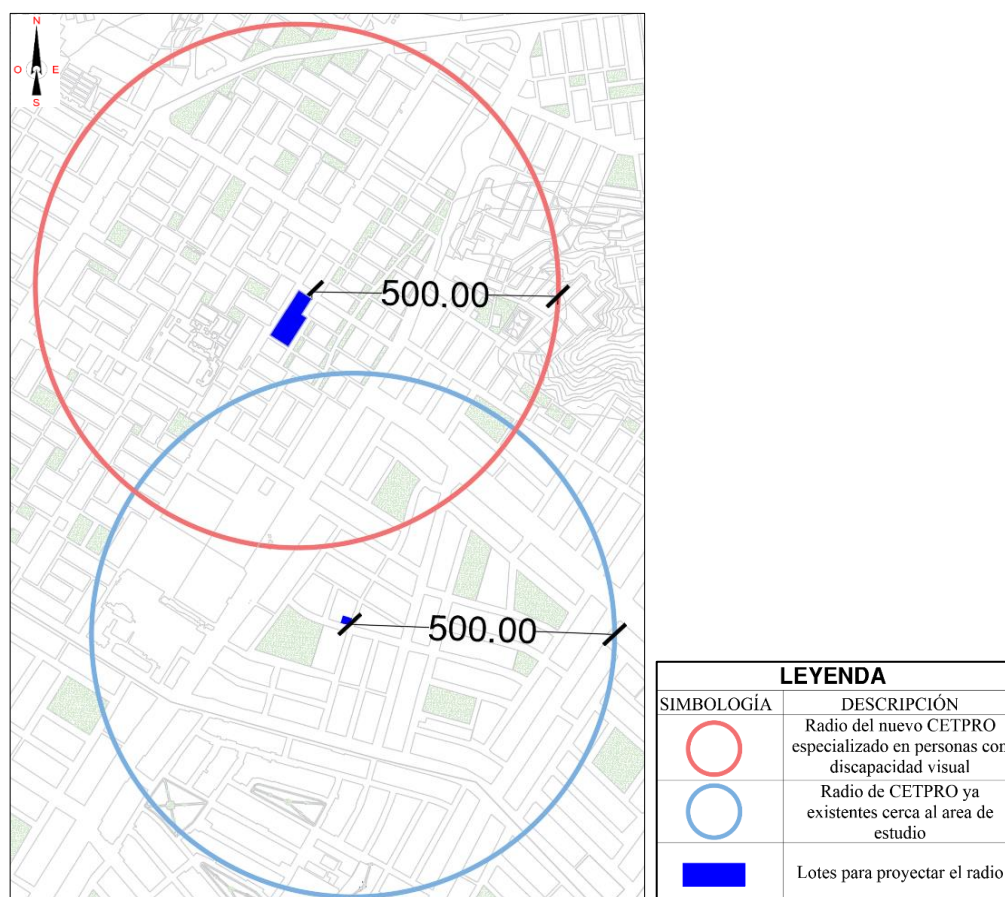 N
O E
S
500.00
500.00
LEYENDA
SIMBOLOGÍA DESCRIPCIÓN
Radio del nuevo CETPRO
especializado en personas con
discapacidad visual
Radio de CETPRO ya
existentes cerca al area de
estudio
Lotes para proyectar el radio